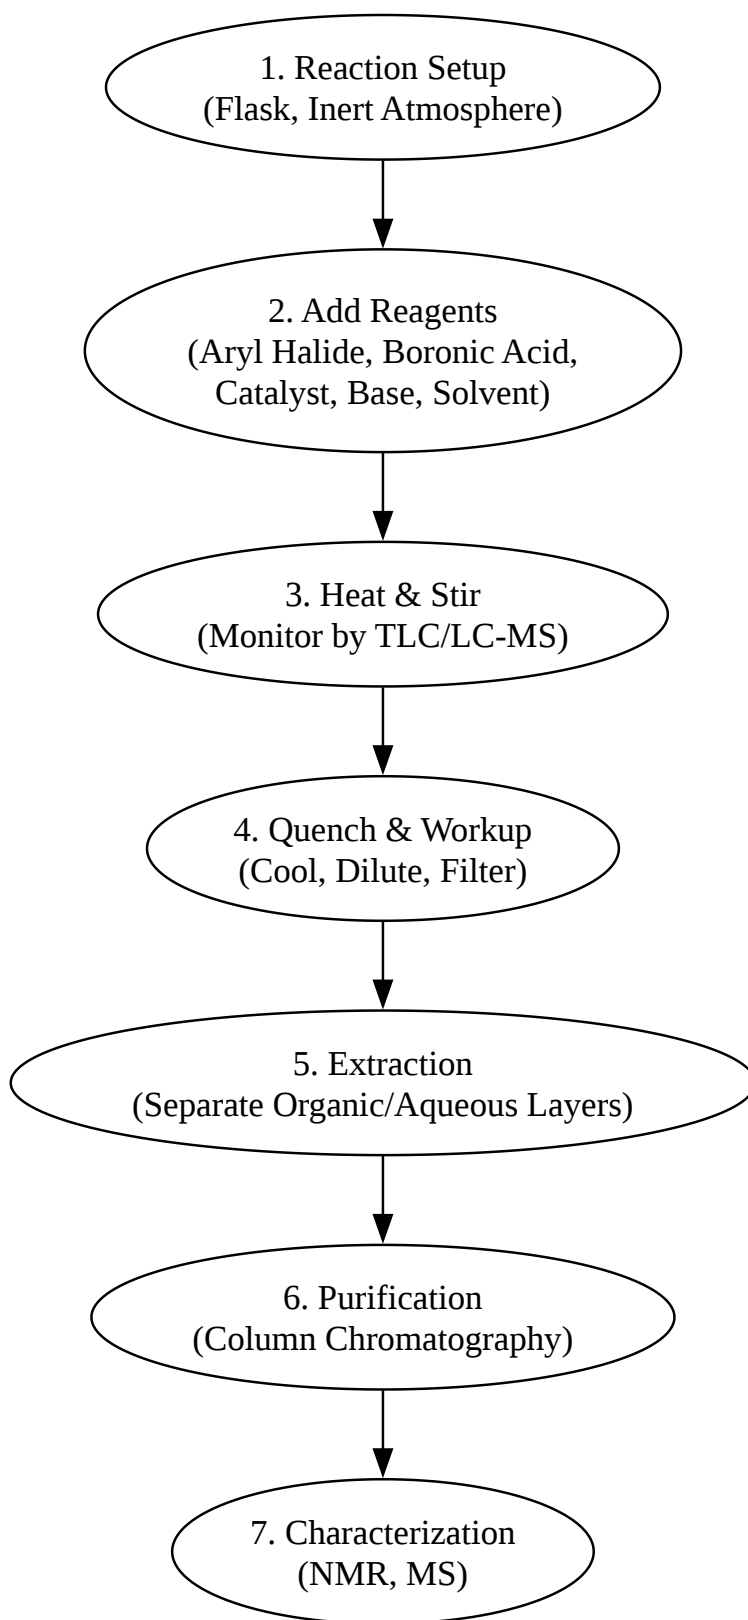 1. Reaction Setup
(Flask, Inert Atmosphere)
2. Add Reagents
(Aryl Halide, Boronic Acid,
Catalyst, Base, Solvent)
3. Heat & Stir
(Monitor by TLC/LC-MS)
4. Quench & Workup
(Cool, Dilute, Filter)
5. Extraction
(Separate Organic/Aqueous Layers)
6. Purification
(Column Chromatography)
7. Characterization
(NMR, MS)